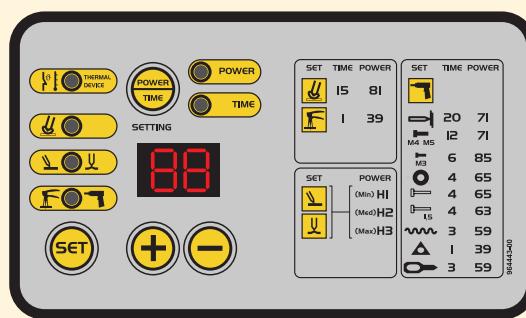 THERMAL
DEVICE
POWER
TIME
SETTING
POWER
TIME
88
SET
+
−
SET TIME POWER
15 81
1 39
SET POWER
(Min) H1
(Med) H2
(Max) H3
SET TIME POWER
20 71
M4 M5 12 71
M3 6 85
4 65
4 65
1,5 4 63
3 59
1 39
3 59
964443-00